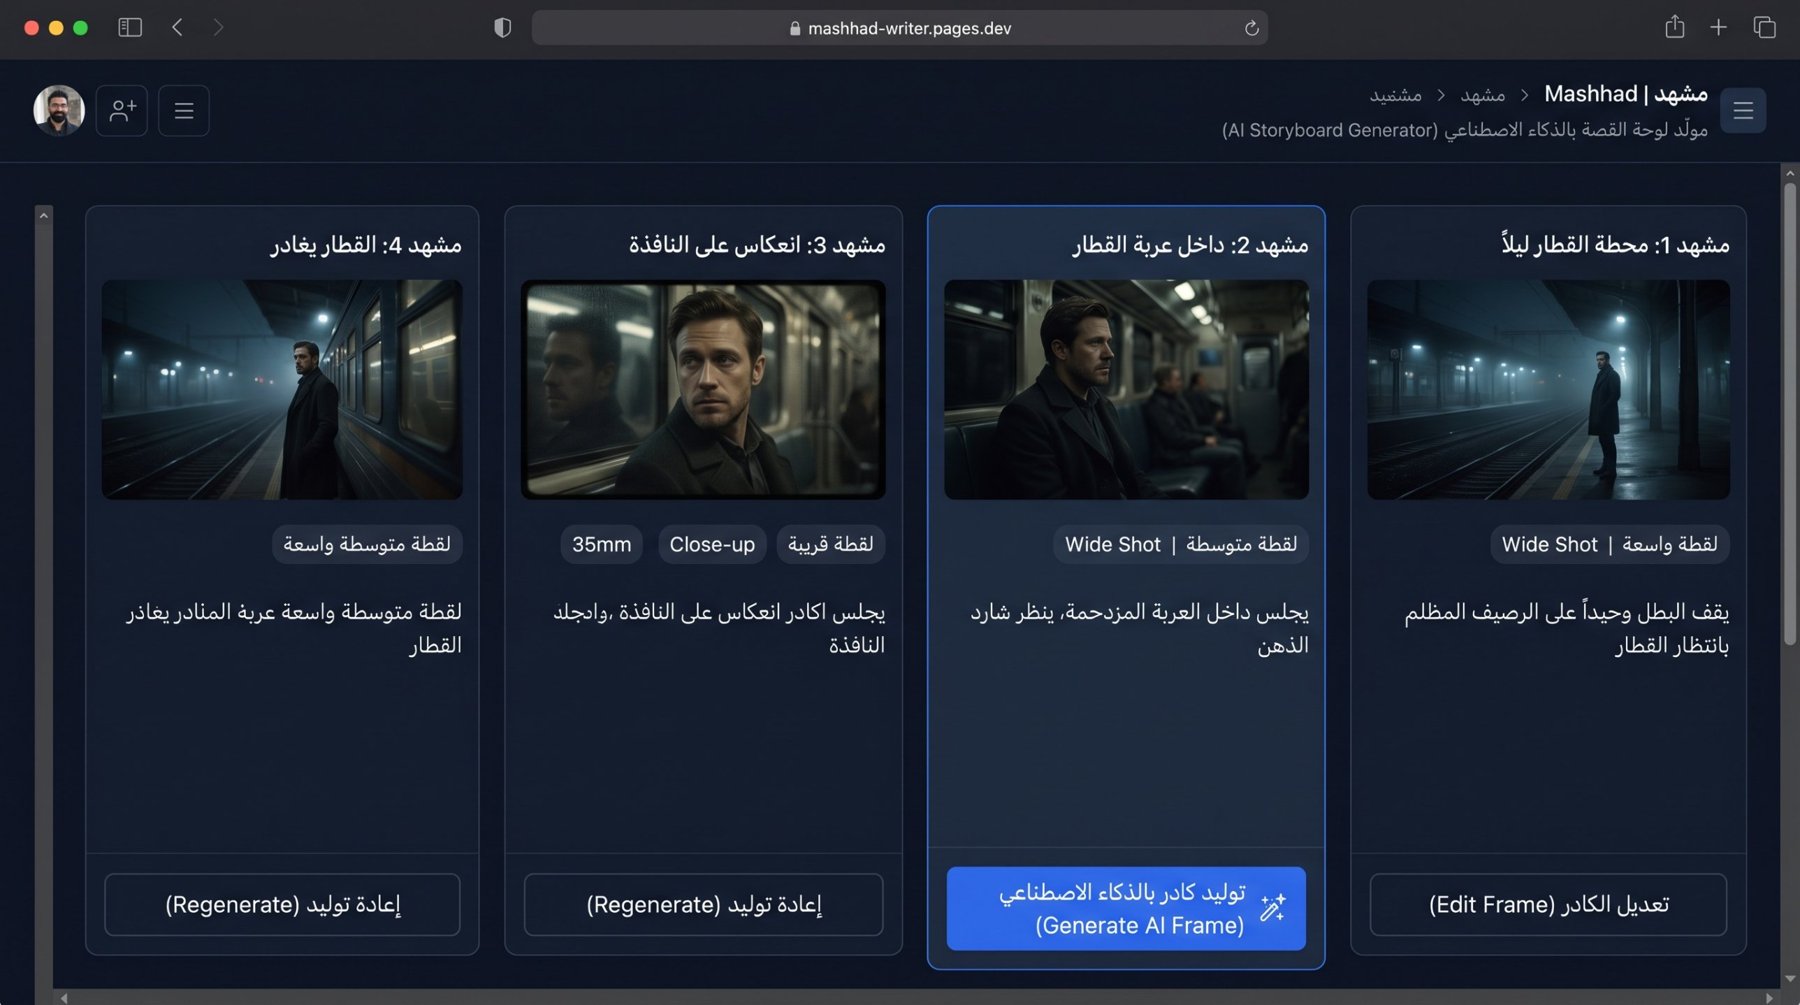 mashhad-writer.pages.dev
مشهد | Mashhad > مشهد > مشفيد
مولّد لوحة القصة بالذكاء الاصطناعي (AI Storyboard Generator)
مشهد 1: محطة القطار ليلاً
لقطة واسعة | Wide Shot
يقف البطل وحيداً على الرصيف المظلم
بانتظار القطار
تعديل الكادر (Edit Frame)
مشهد 2: داخل عربة القطار
لقطة متوسطة | Wide Shot
يجلس داخل العربة المزدحمة، ينظر شارد
الذهن
توليد كادر بالذكاء الاصطناعي
(Generate AI Frame)
مشهد 3: انعكاس على النافذة
لقطة قريبة Close-up 35mm
يجلس اكادر انعكاس على النافذة
النافذة
إعادة توليد (Regenerate)
مشهد 4: القطار يغادر
لقطة متوسطة واسعة
لقطة متوسطة واسعة عربة المنادر يغاذر
القطار
إعادة توليد (Regenerate)